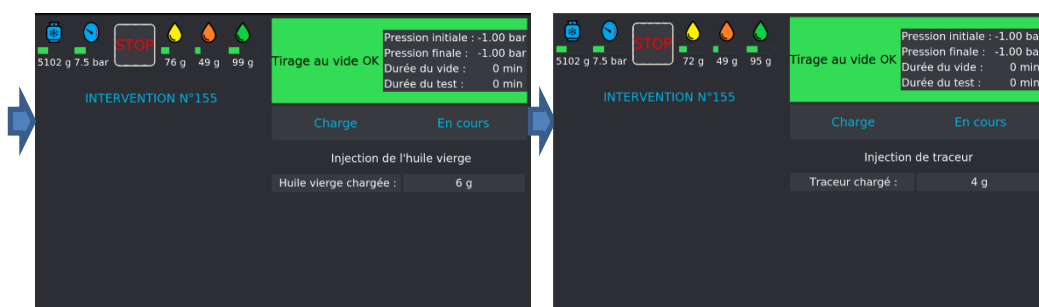 5102 g 7.5 bar STOP 76 g 49 g 99 g
Tirage au vide OK
Pression initiale : -1.00 bar
Pression finale : -1.00 bar
Durée du vide : 0 min
Durée du test : 0 min
INTERVENTION N°155
Charge En cours
Injection de l'huile vierge
Huile vierge chargée : 6 g
5102 g 7.5 bar STOP 72 g 49 g 95 g
Tirage au vide OK
Pression initiale : -1.00 bar
Pression finale : -1.00 bar
Durée du vide : 0 min
Durée du test : 0 min
INTERVENTION N°155
Charge En cours
Injection de traceur
Traceur chargé : 4 g